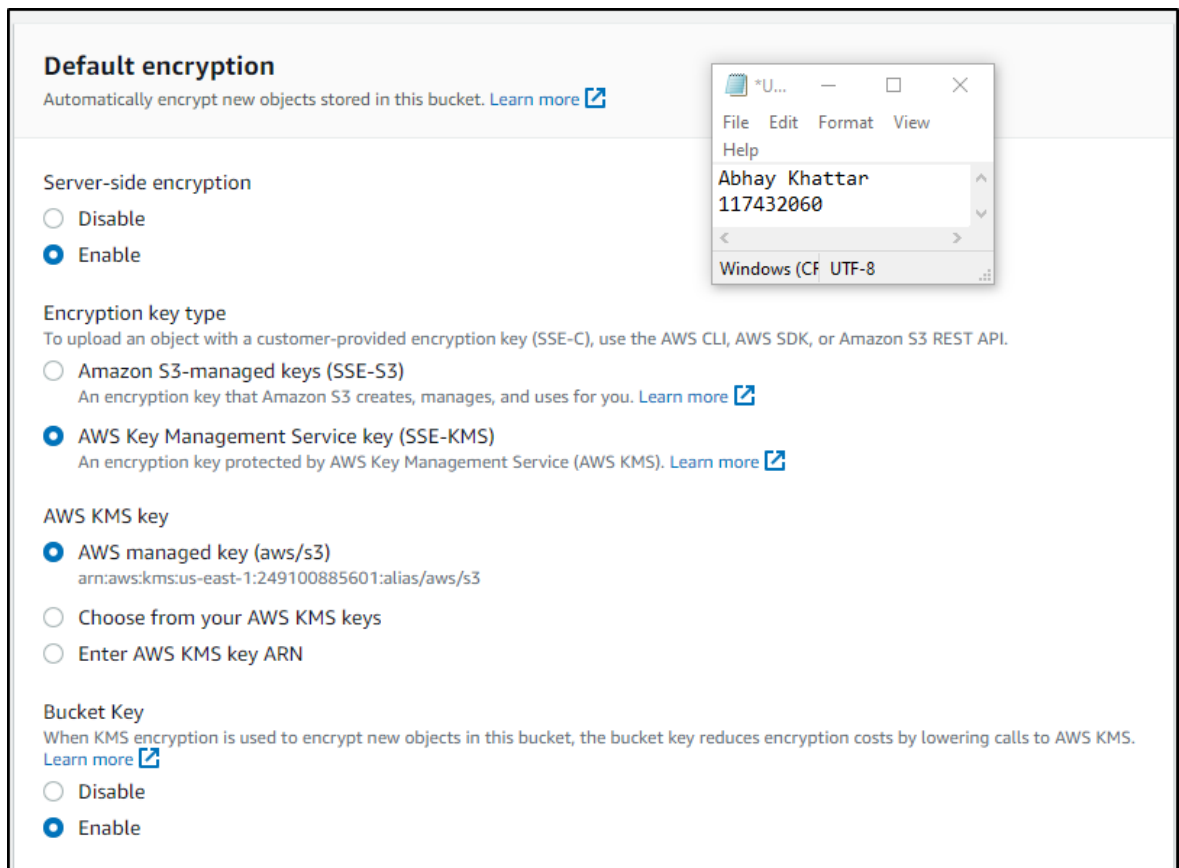 Default encryption
Automatically encrypt new objects stored in this bucket. Learn more
*U...
File Edit Format View
Help
Abhay Khattar
117432060
Windows (CF UTF-8
Server-side encryption
Disable
Enable
Encryption key type
To upload an object with a customer-provided encryption key (SSE-C), use the AWS CLI, AWS SDK, or Amazon S3 REST API.
Amazon S3-managed keys (SSE-S3)
An encryption key that Amazon S3 creates, manages, and uses for you. Learn more
AWS Key Management Service key (SSE-KMS)
An encryption key protected by AWS Key Management Service (AWS KMS). Learn more
AWS KMS key
AWS managed key (aws/s3)
arn:aws:kms:us-east-1:249100885601:alias/aws/s3
Choose from your AWS KMS keys
Enter AWS KMS key ARN
Bucket Key
When KMS encryption is used to encrypt new objects in this bucket, the bucket key reduces encryption costs by lowering calls to AWS KMS.
Learn more
Disable
Enable